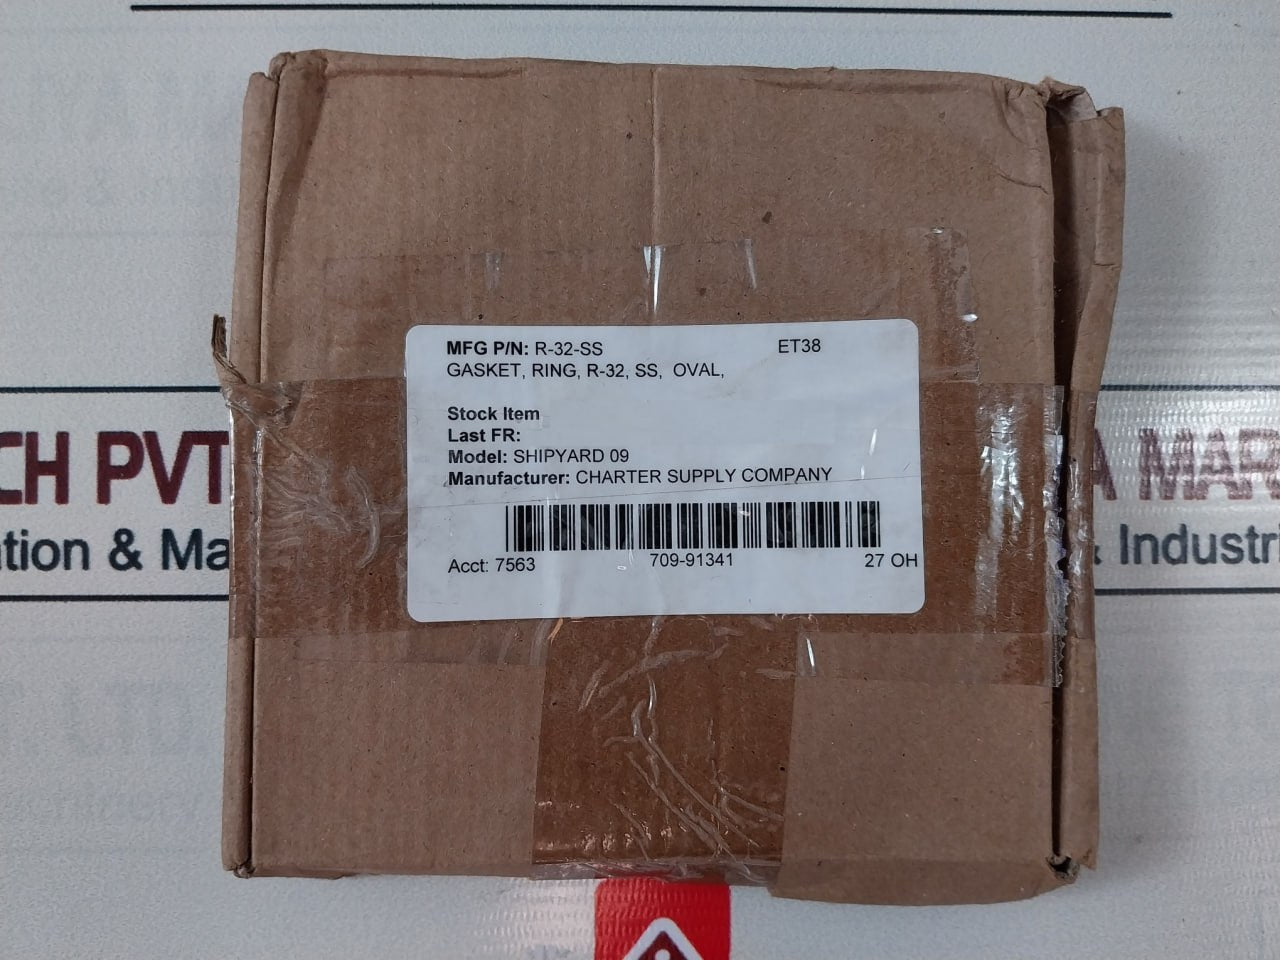 MFG P/N: R-32-SS ET38
GASKET, RING, R-32, SS, OVAL,
Stock Item
Last FR:
Model: SHIPYARD 09
Manufacturer: CHARTER SUPPLY COMPANY
Acct: 7563 709-91341 27 OH
CH PVT A MAR
ation & Ma & Industri